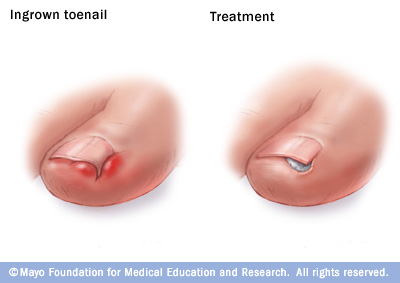 Ingrown toenail
Treatment
©Mayo Foundation for Medical Education and Research. All rights reserved.